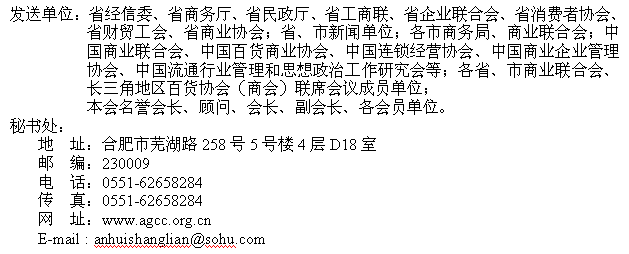 发送单位：省经信委、省商务厅、省民政厅、省工商联、省企业联合会、省消费者协会、
省财贸工会、省商业协会；省、市新闻单位；各市商务局、商业联合会；中
国商业联合会、中国百货商业协会、中国连锁经营协会、中国商业企业管理
协会、中国流通行业管理和思想政治工作研究会等；各省、市商业联合会、
长三角地区百货协会（商会）联席会议成员单位；
本会名誉会长、顾问、会长、副会长、各会员单位。
秘书处：
地　址：合肥市芜湖路 258 号 5 号楼 4 层 D18 室
邮　编：230009
电　话：0551-62658284
传　真：0551-62658284
网　址：www.agcc.org.cn
E-mail：anhuishanglian@sohu.com